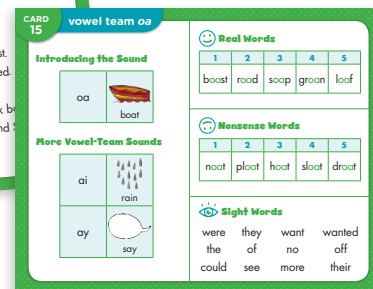 CARD
15
vowel team oa
st.
ed.
Introducing the Sound
oa
boat
More Vowel-Team Sounds
ai
rain
ay
say
Real Words
1 2 3 4 5
boast road soap groan loaf
Nonsense Words
1 2 3 4 5
noat ploat hoat sloat droat
Sight Words
were they want wanted
the of no off
could see more their